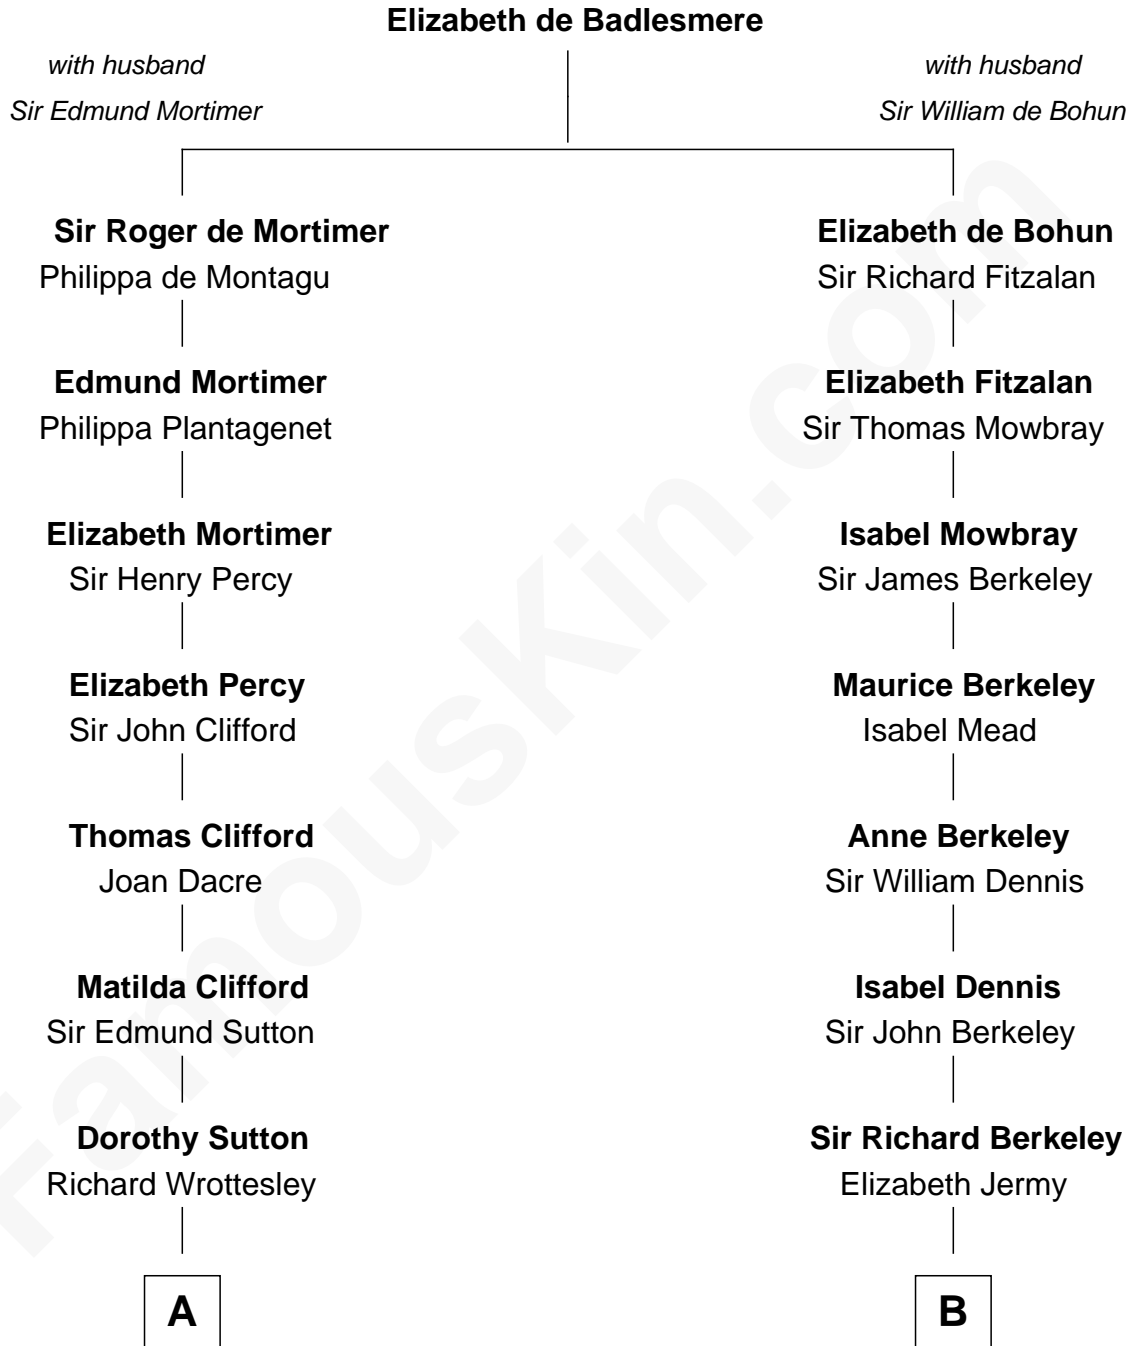 Elizabeth de Badlesmere
with husband
Sir Edmund Mortimer
with husband
Sir William de Bohun
Sir Roger de Mortimer
Philippa de Montagu
Elizabeth de Bohun
Sir Richard Fitzalan
Edmund Mortimer
Philippa Plantagenet
Elizabeth Fitzalan
Sir Thomas Mowbray
Elizabeth Mortimer
Sir Henry Percy
Isabel Mowbray
Sir James Berkeley
Elizabeth Percy
Sir John Clifford
Maurice Berkeley
Isabel Mead
Thomas Clifford
Joan Dacre
Anne Berkeley
Sir William Dennis
Matilda Clifford
Sir Edmund Sutton
Isabel Dennis
Sir John Berkeley
Dorothy Sutton
Richard Wrottesley
Sir Richard Berkeley
Elizabeth Jermy
A
B
FamousKin.com